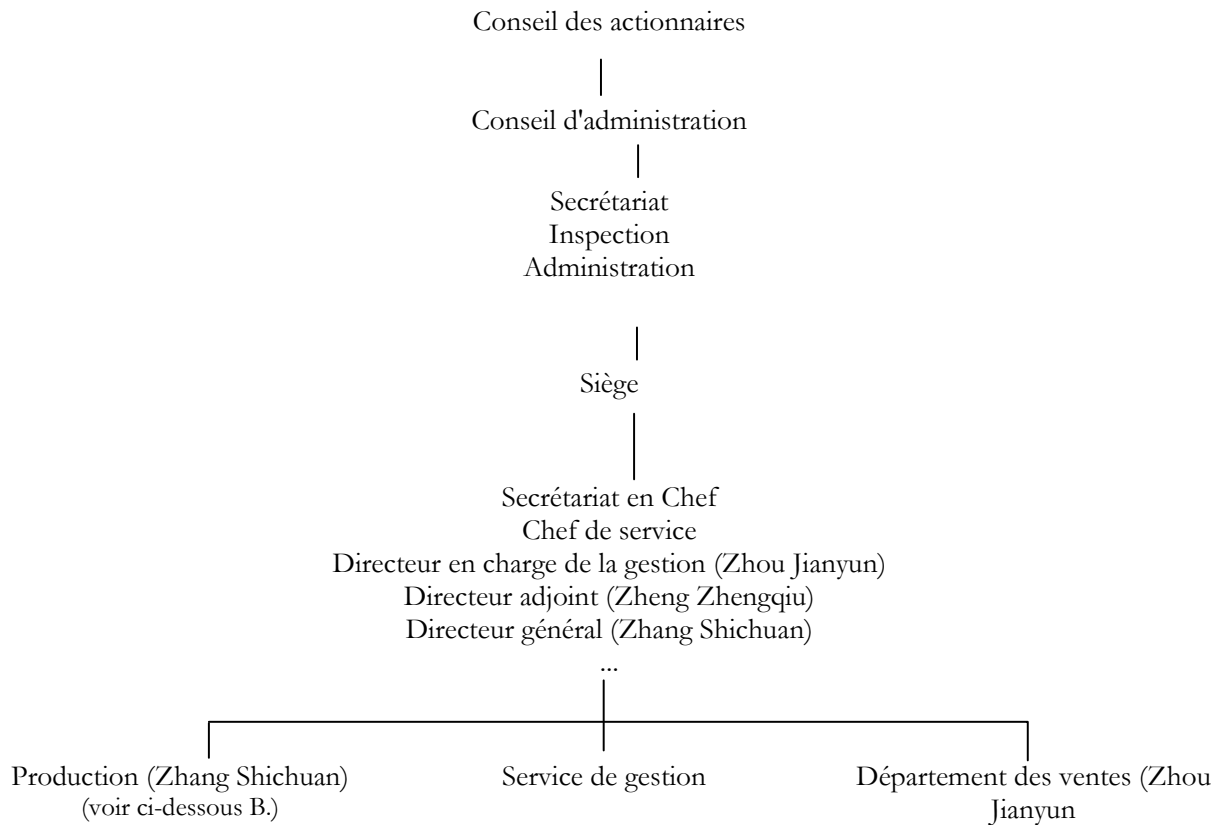 Conseil des actionnaires
Conseil d'administration
Secrétariat
Inspection
Administration
Siège
Secrétariat en Chef
Chef de service
Directeur en charge de la gestion (Zhou Jianyun)
Directeur adjoint (Zheng Zhengqiu)
Directeur général (Zhang Shichuan)
...
Production (Zhang Shichuan)
(voir ci-dessous B.)
Service de gestion
Département des ventes (Zhou
Jianyun